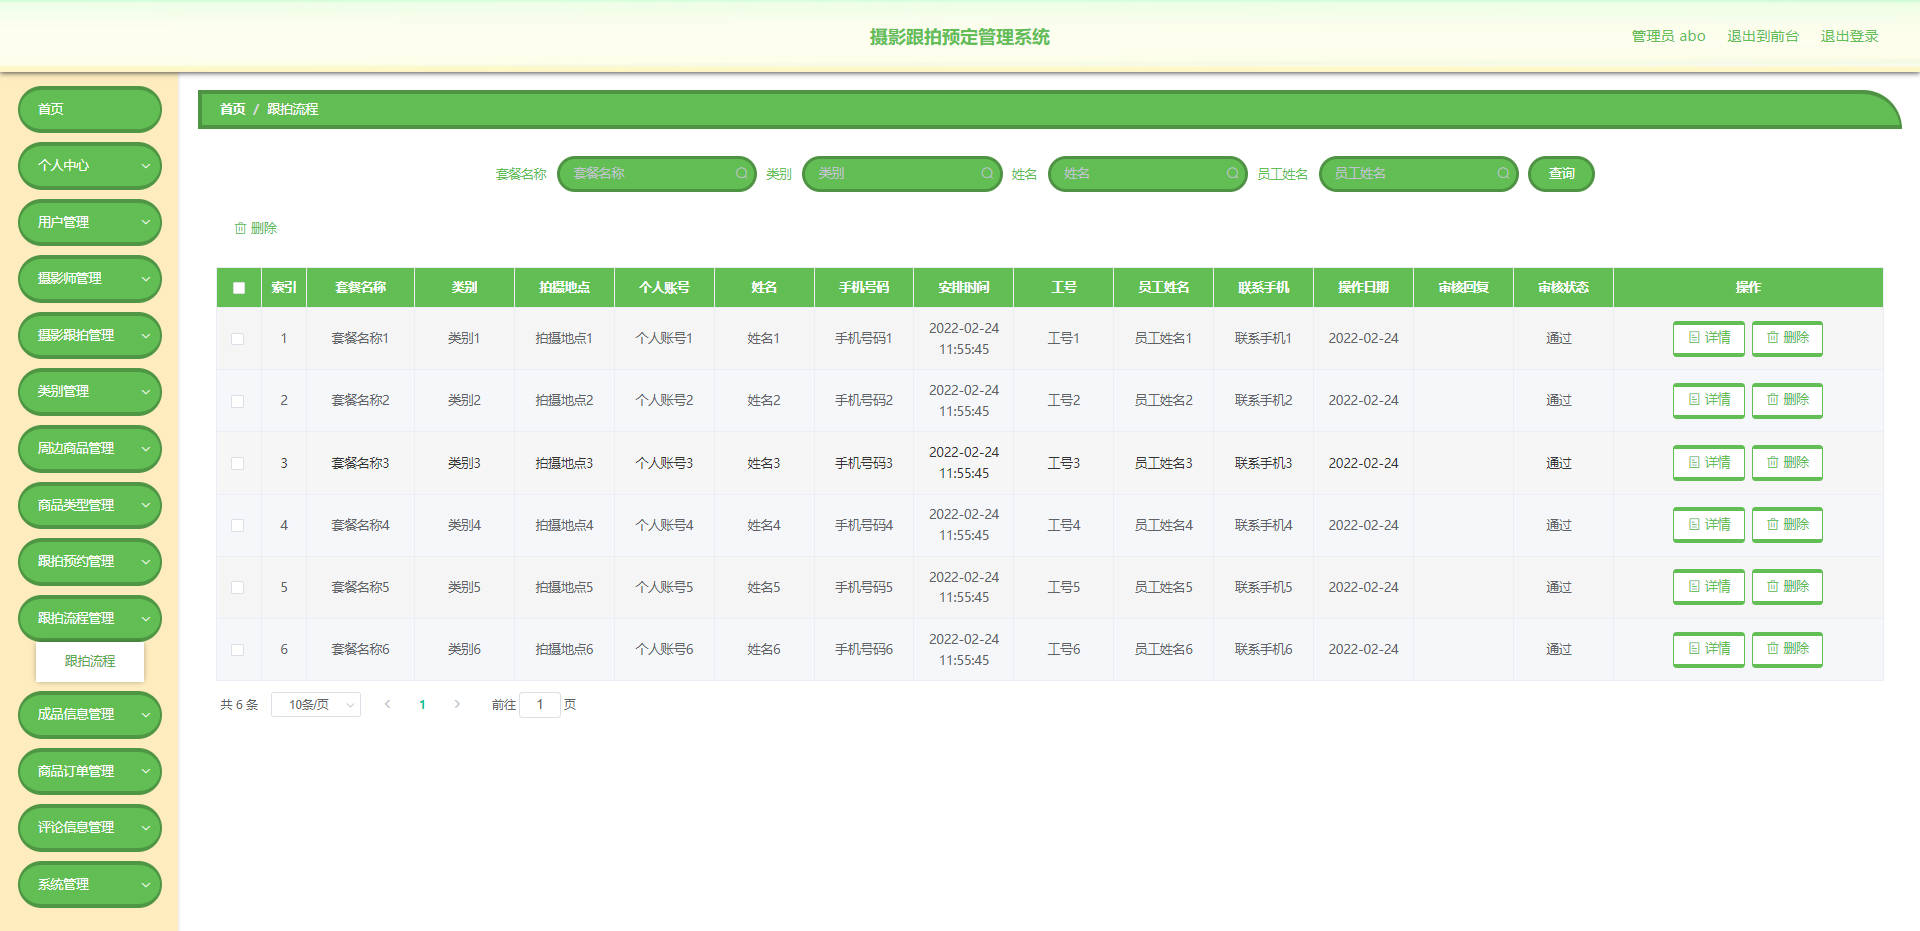 摄影跟拍预定管理系统
管理员 abo 退出到前台 退出登录
首页
个人中心
用户管理
摄影师管理
摄影跟拍管理
类别管理
周边商品管理
商品类型管理
跟拍预约管理
跟拍流程管理
跟拍流程
成品信息管理
商品订单管理
评论信息管理
系统管理
首页 / 跟拍流程
套餐名称 套餐名称 类别 类别 姓名 姓名 员工姓名 员工姓名 查询
删除
索引 套餐名称 类别 拍摄地点 个人账号 姓名 手机号码 安排时间 工号 员工姓名 联系手机 操作日期 审核回复 审核状态 操作
1 套餐名称1 类别1 拍摄地点1 个人账号1 姓名1 手机号码1 2022-02-24 11:55:45 工号1 员工姓名1 联系手机1 2022-02-24 通过 详情 删除
2 套餐名称2 类别2 拍摄地点2 个人账号2 姓名2 手机号码2 2022-02-24 11:55:45 工号2 员工姓名2 联系手机2 2022-02-24 通过 详情 删除
3 套餐名称3 类别3 拍摄地点3 个人账号3 姓名3 手机号码3 2022-02-24 11:55:45 工号3 员工姓名3 联系手机3 2022-02-24 通过 详情 删除
4 套餐名称4 类别4 拍摄地点4 个人账号4 姓名4 手机号码4 2022-02-24 11:55:45 工号4 员工姓名4 联系手机4 2022-02-24 通过 详情 删除
5 套餐名称5 类别5 拍摄地点5 个人账号5 姓名5 手机号码5 2022-02-24 11:55:45 工号5 员工姓名5 联系手机5 2022-02-24 通过 详情 删除
6 套餐名称6 类别6 拍摄地点6 个人账号6 姓名6 手机号码6 2022-02-24 11:55:45 工号6 员工姓名6 联系手机6 2022-02-24 通过 详情 删除
共 6 条 10条/页 1 前往 1 页